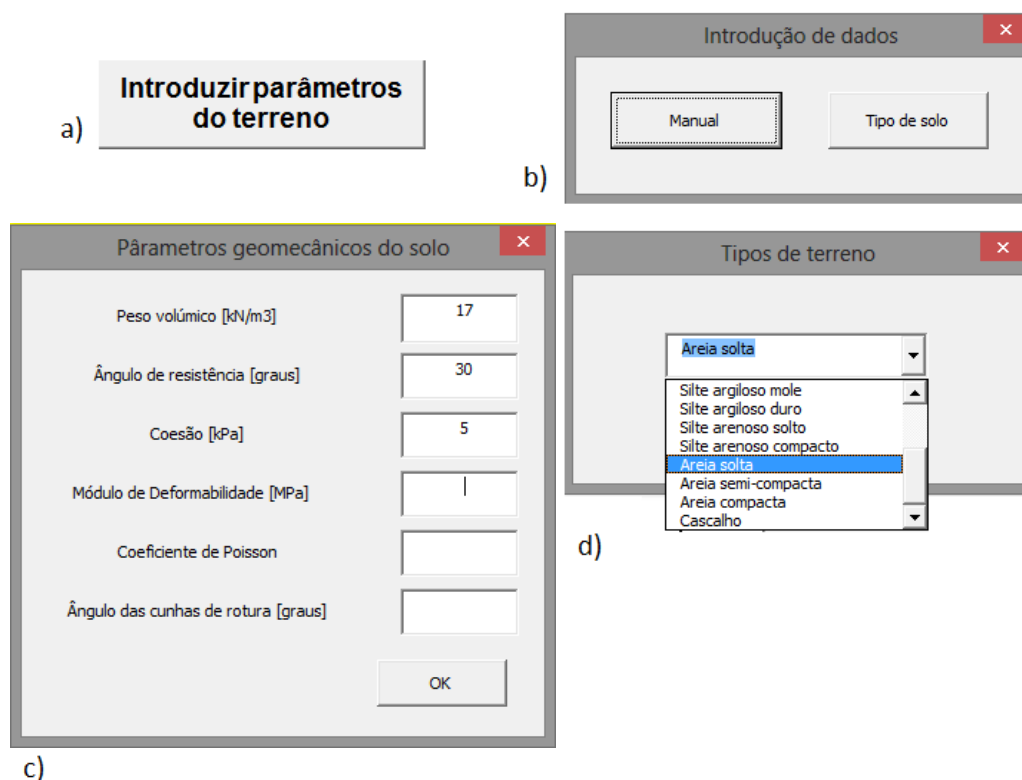 Introduzir parâmetros
do terreno
a)
Introdução de dados
Manual
Tipo de solo
b)
Pârametros geomecânicos do solo
Peso volúmico [kN/m3]
17
Ângulo de resistência [graus]
30
Coesão [kPa]
5
Módulo de Deformabilidade [MPa]
Coeficiente de Poisson
Ângulo das cunhas de rotura [graus]
OK
c)
Tipos de terreno
Areia solta
Silte argiloso mole
Silte argiloso duro
Silte arenoso solto
Silte arenoso compacto
Areia solta
Areia semi-compacta
Areia compacta
Cascalho
d)